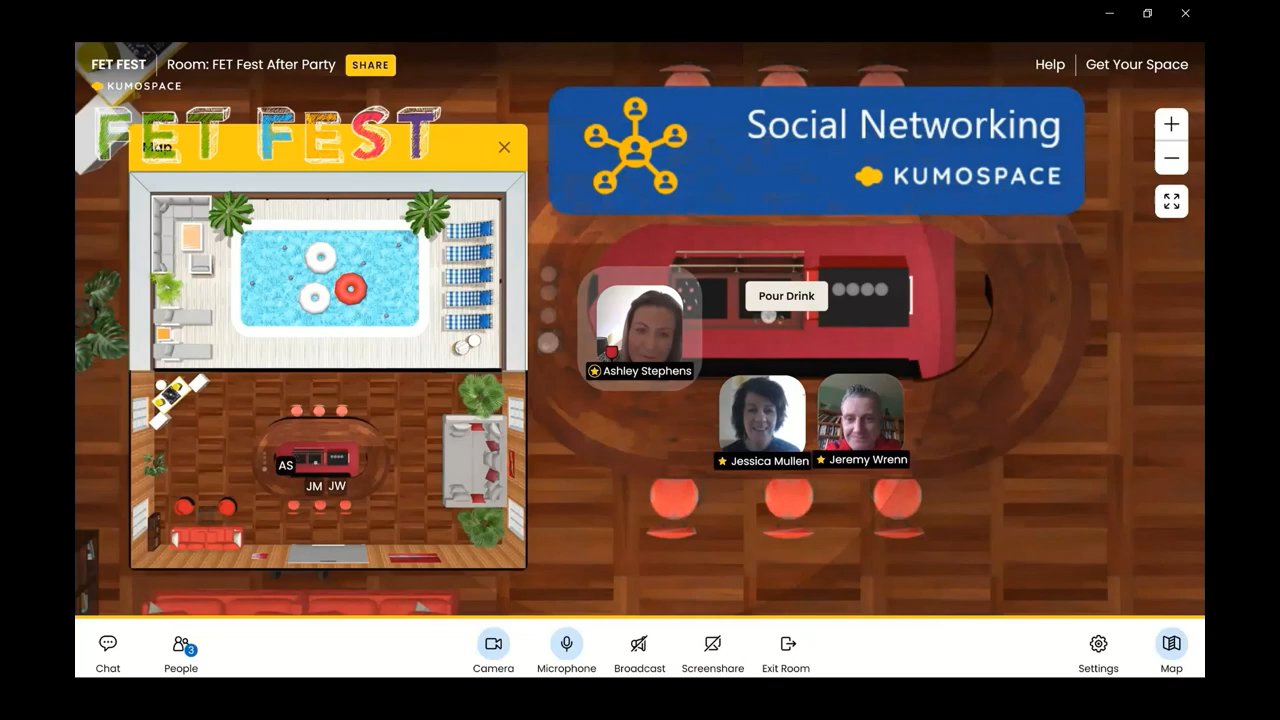 FET FEST
Room: FET Fest After Party
SHARE
Help
Get Your Space
KUMOSPACE
FET FEST
Map
Social Networking
KUMOSPACE
Pour Drink
Ashley Stephens
Jessica Mullen
Jeremy Wrenn
AS
JM
JW
Chat
3
People
Camera
Microphone
Broadcast
Screenshare
Exit Room
Settings
Map